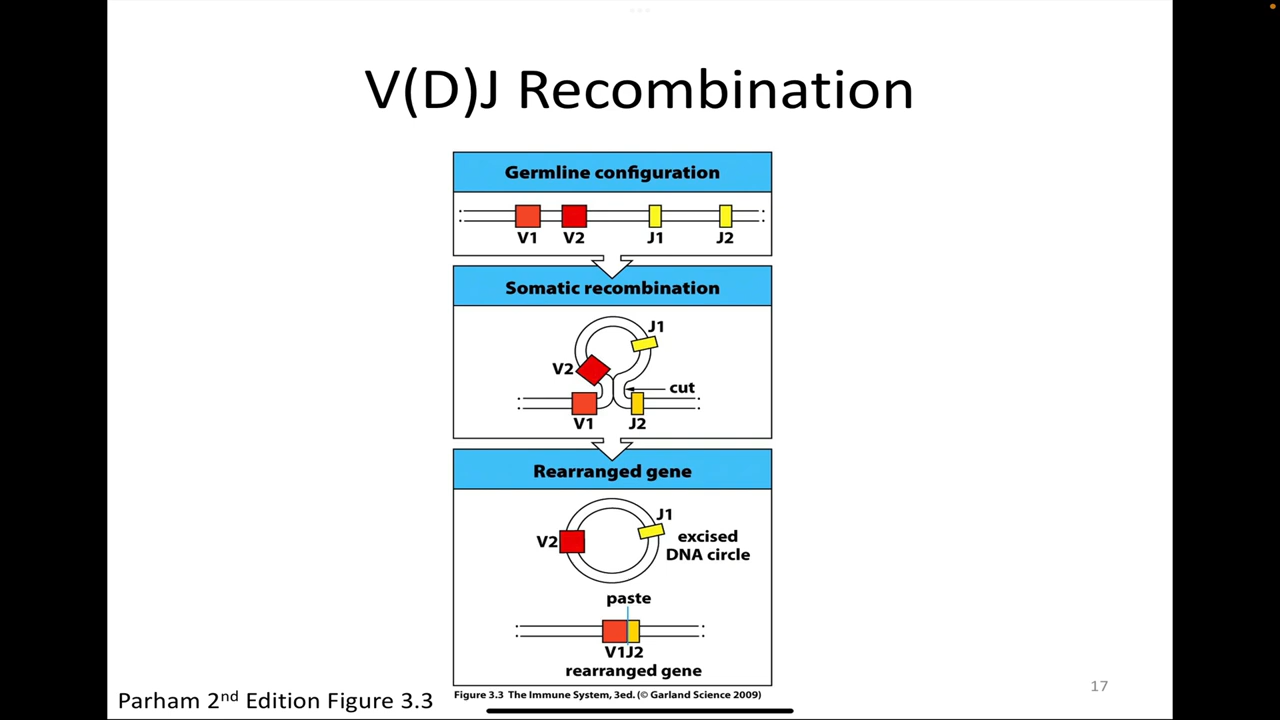 V(D)J Recombination
Germline configuration
V1 V2 J1 J2
Somatic recombination
J1
V2
cut
V1 J2
Rearranged gene
J1
V2
excised
DNA circle
paste
V1J2
rearranged gene
Figure 3.3 The Immune System, 3ed. (© Garland Science 2009)
Parham 2nd Edition Figure 3.3
17